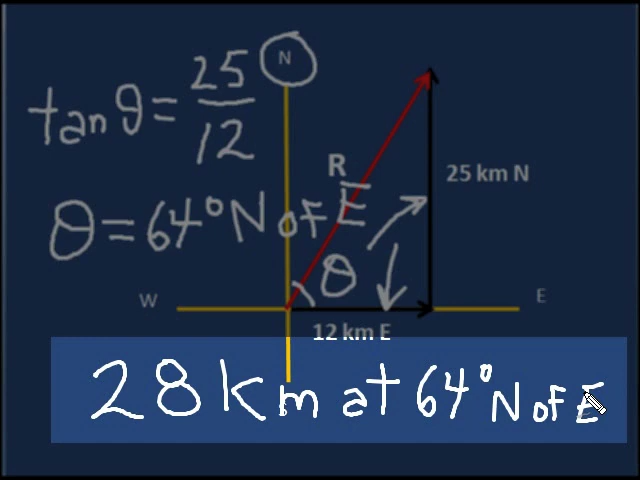 N
tan θ = 25/12
R
25 km N
θ = 64° N of E
θ
W
E
12 km E
28 km at 64° N of E